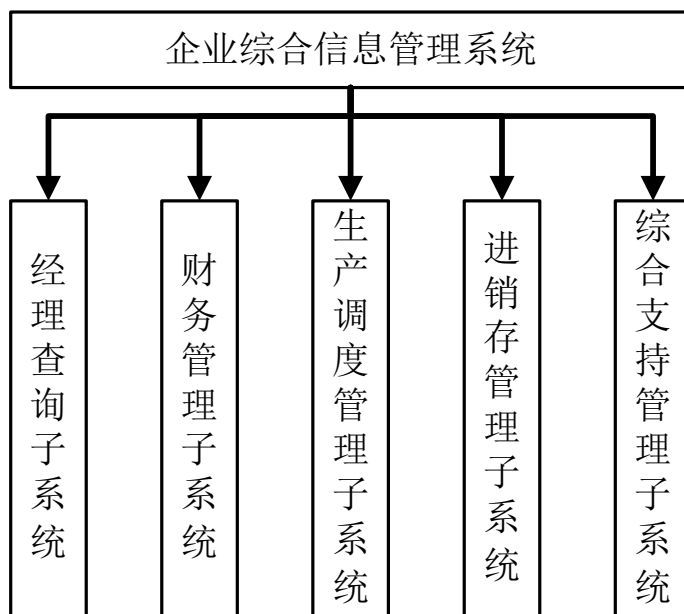 企业综合信息管理系统
经理查询子系统
财务管理子系统
生产调度管理子系统
进销存管理子系统
综合支持管理子系统